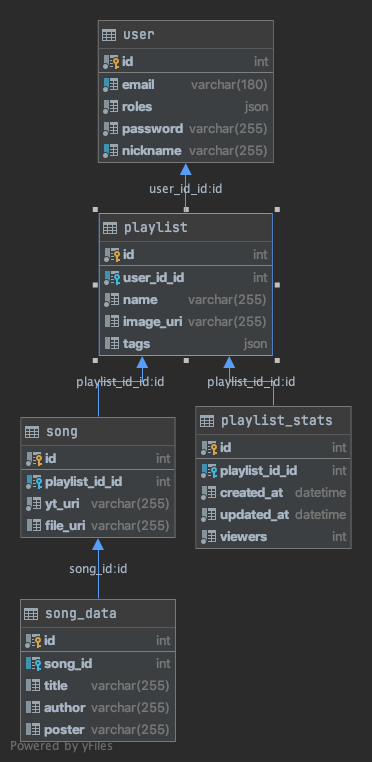 user
id int
email varchar(180)
roles json
password varchar(255)
nickname varchar(255)
user_id_id:id
playlist
id int
user_id_id int
name varchar(255)
image_uri varchar(255)
tags json
playlist_id_id:id playlist_id_id:id
song
id int
playlist_id_id int
yt_uri varchar(255)
file_uri varchar(255)
playlist_stats
id int
playlist_id_id int
created_at datetime
updated_at datetime
viewers int
song_id:id
song_data
id int
song_id int
title varchar(255)
author varchar(255)
poster varchar(255)
Powered by yFiles